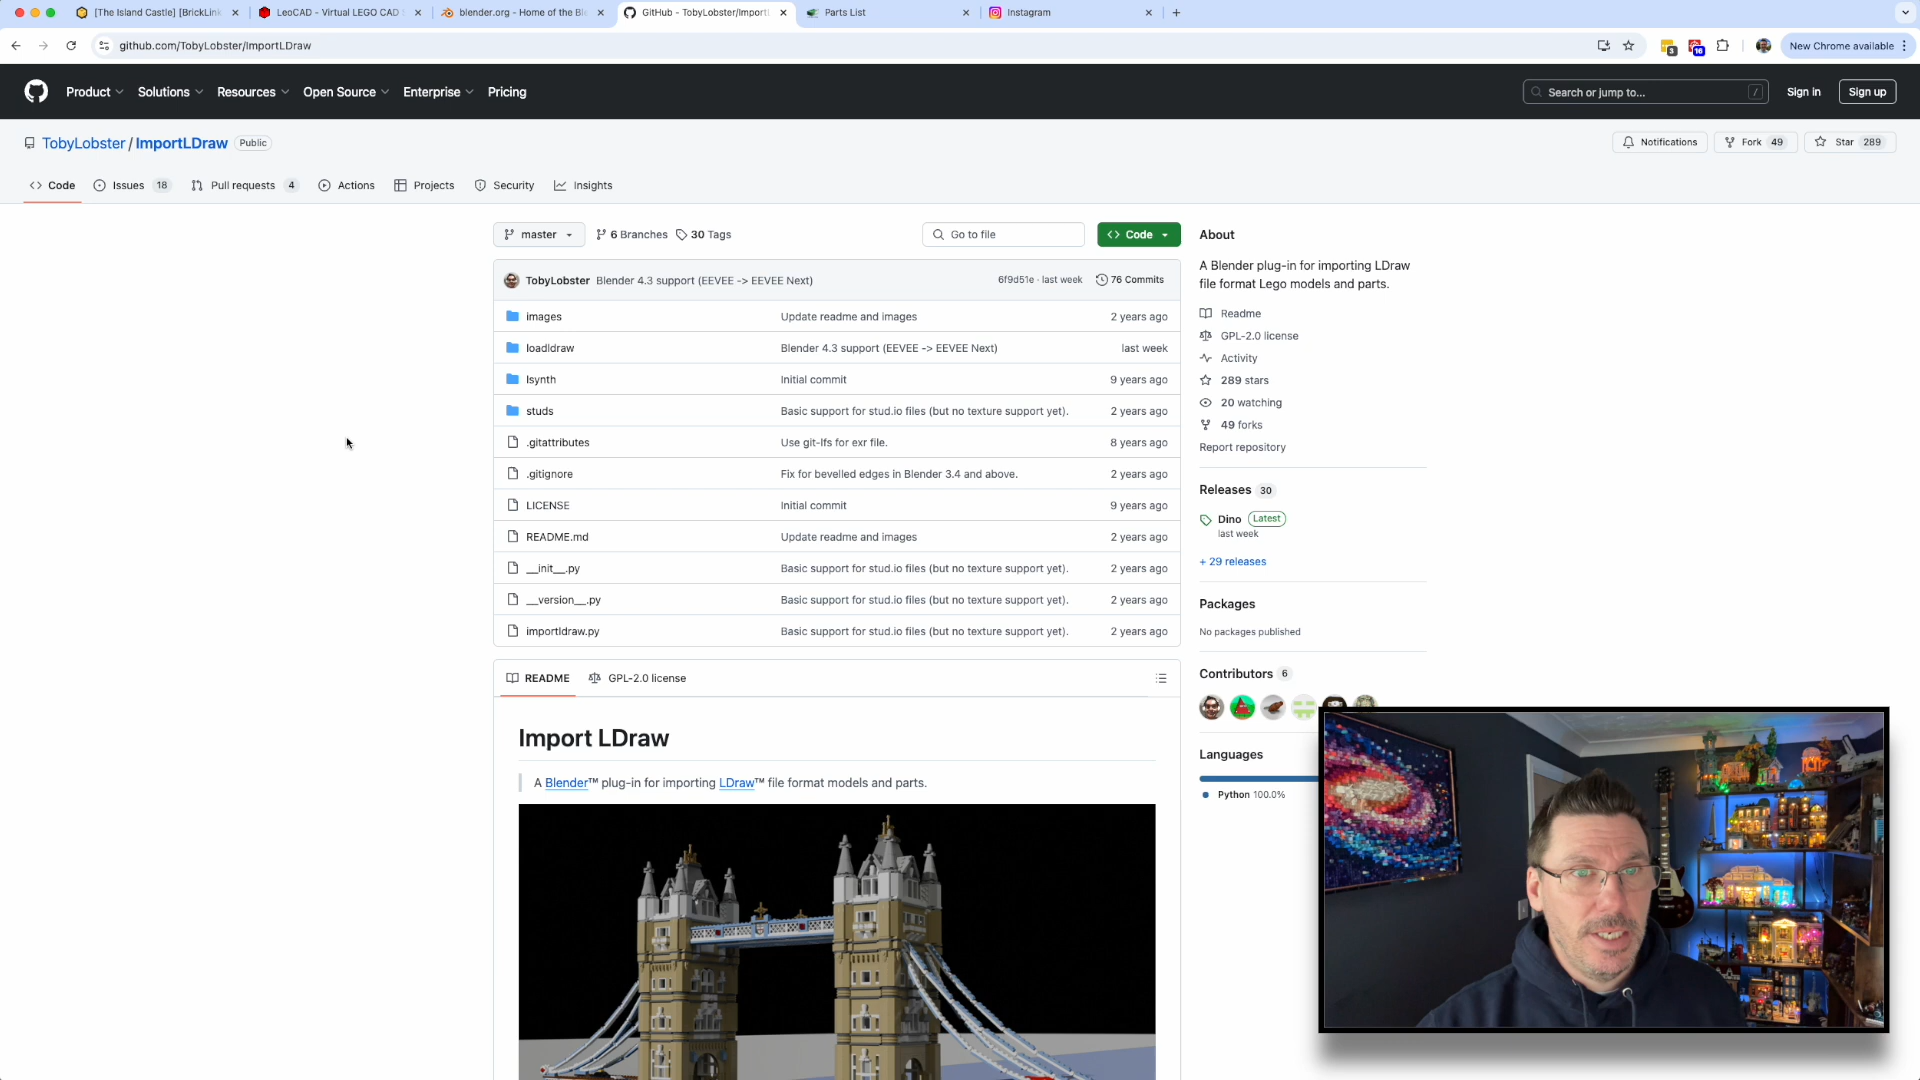 [The Island Castle] [BrickLink
LeoCAD - Virtual LEGO CAD
blender.org - Home of the Ble
GitHub - TobyLobster/ImportL
Parts List
Instagram
github.com/TobyLobster/ImportLDraw
3
16
New Chrome available
Product
Solutions
Resources
Open Source
Enterprise
Pricing
Search or jump to...
/
Sign in
Sign up
TobyLobster / ImportLDraw
Public
Notifications
Fork 49
Star 289
Code
Issues 18
Pull requests 4
Actions
Projects
Security
Insights
master
6 Branches
30 Tags
Go to file
Code
TobyLobster Blender 4.3 support (EEVEE -> EEVEE Next)
6f9d51e · last week
76 Commits
images Update readme and images 2 years ago
loadldraw Blender 4.3 support (EEVEE -> EEVEE Next) last week
lsynth Initial commit 9 years ago
studs Basic support for stud.io files (but no texture support yet). 2 years ago
.gitattributes Use git-lfs for exr file. 8 years ago
.gitignore Fix for bevelled edges in Blender 3.4 and above. 2 years ago
LICENSE Initial commit 9 years ago
README.md Update readme and images 2 years ago
__init__.py Basic support for stud.io files (but no texture support yet). 2 years ago
__version__.py Basic support for stud.io files (but no texture support yet). 2 years ago
importldraw.py Basic support for stud.io files (but no texture support yet). 2 years ago
README
GPL-2.0 license
Import LDraw
A Blender™ plug-in for importing LDraw™ file format models and parts.
About
A Blender plug-in for importing LDraw
file format Lego models and parts.
Readme
GPL-2.0 license
Activity
289 stars
20 watching
49 forks
Report repository
Releases 30
Dino Latest
last week
+ 29 releases
Packages
No packages published
Contributors 6
Languages
Python 100.0%